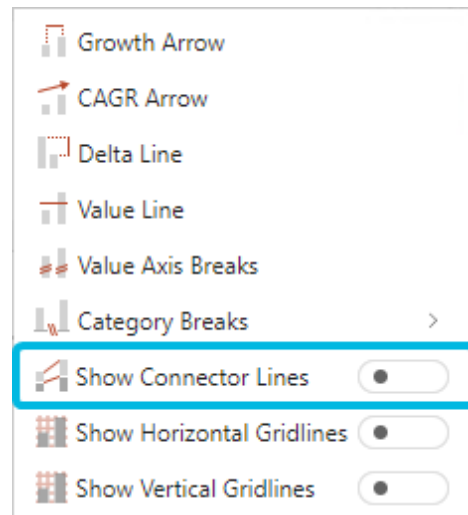 Growth Arrow
CAGR Arrow
Delta Line
Value Line
Value Axis Breaks
Category Breaks
Show Connector Lines
Show Horizontal Gridlines
Show Vertical Gridlines